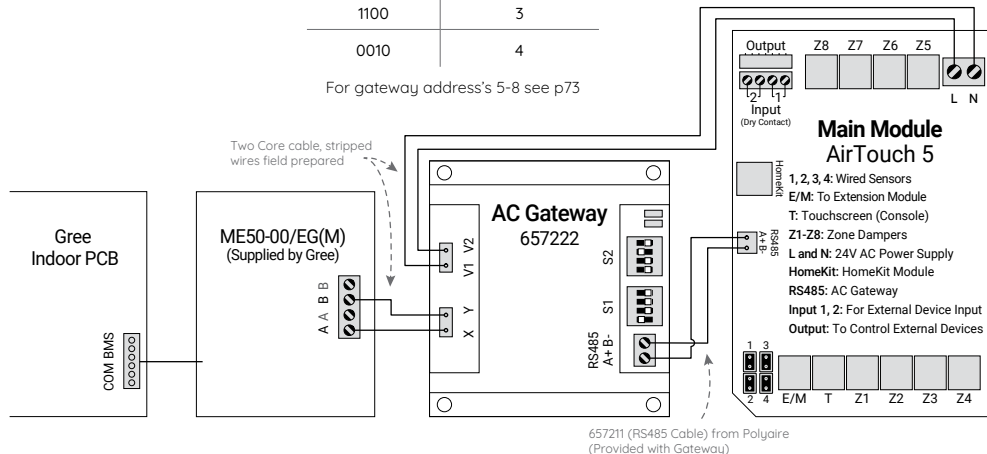 1100 3
0010 4
For gateway address's 5-8 see p73
Two Core cable, stripped
wires field prepared
Gree
Indoor PCB
COM BMS
ME50-00/EG(M)
(Supplied by Gree)
A A B B
AC Gateway
657222
V1 V2
X Y
S2
S1
RS485
A+ B-
657211 (RS485 Cable) from Polyaire
(Provided with Gateway)
Output
2 1
Input
(Dry Contact)
Z8 Z7 Z6 Z5
L N
Main Module
AirTouch 5
HomeKit
1, 2, 3, 4: Wired Sensors
E/M: To Extension Module
T: Touchscreen (Console)
Z1-Z8: Zone Dampers
L and N: 24V AC Power Supply
HomeKit: HomeKit Module
RS485: AC Gateway
Input 1, 2: For External Device Input
Output: To Control External Devices
RS485
A+ B-
1 3
2 4
E/M T Z1 Z2 Z3 Z4